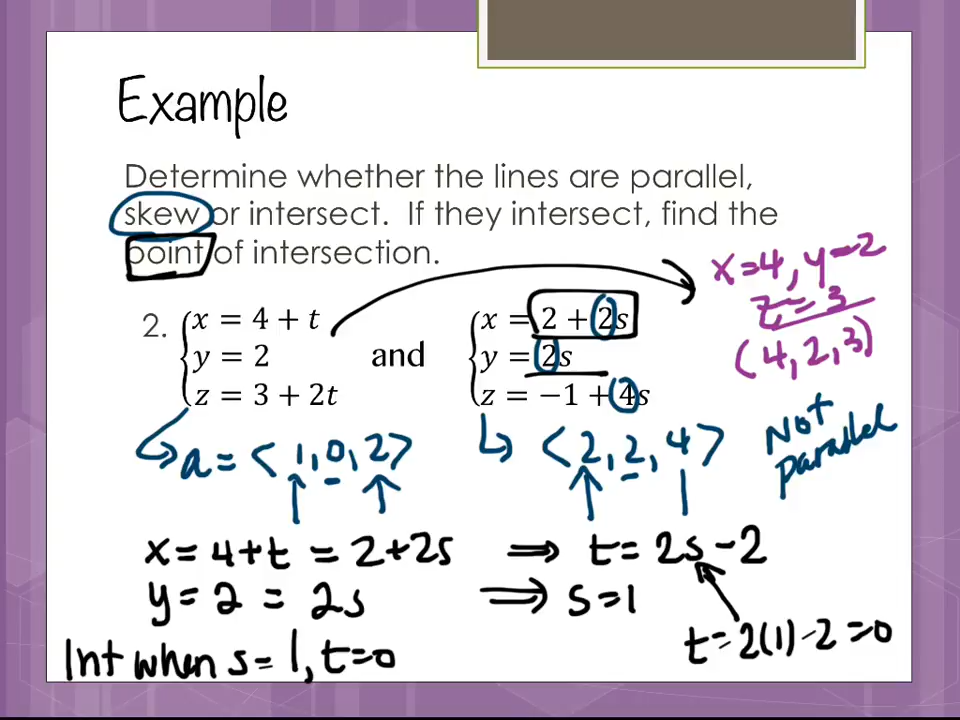 Example
Determine whether the lines are parallel,
skew or intersect. If they intersect, find the
point of intersection.
x=4, y=2
z=3
(4,2,3)
2. x = 4 + t
y = 2
z = 3 + 2t
and
x = 2 + 2s
y = 2s
z = −1 + 4s
a = <1,0,2>
<2,2,4>
Not
parallel
x=4+t = 2+2s ⇒ t=2s-2
y=2 = 2s ⇒ s=1
t=2(1)-2=0
Int when s=1, t=0